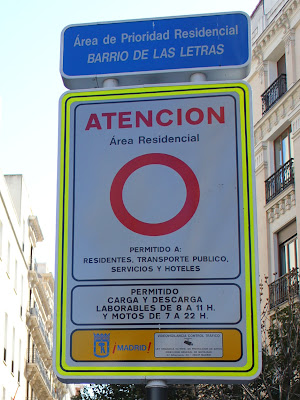 Área de Prioridad Residencial
BARRIO DE LAS LETRAS
ATENCION
Área Residencial
PERMITIDO A:
RESIDENTES, TRANSPORTE PUBLICO,
SERVICIOS Y HOTELES
PERMITIDO
CARGA Y DESCARGA
LABORABLES DE 8 A 11 H.
Y MOTOS DE 7 A 22 H.
¡MADRID!